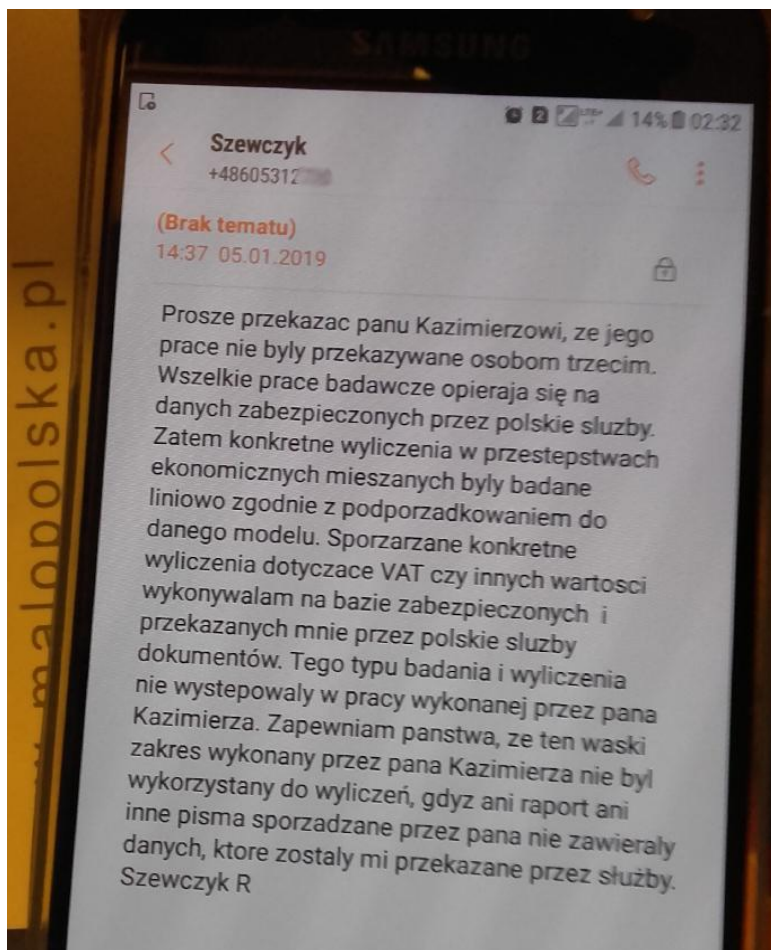 SAMSUNG
2 LTE+ 14% 02:32
Szewczyk
+48605312
(Brak tematu)
14:37 05.01.2019
Prosze przekazac panu Kazimierzowi, ze jego
prace nie byly przekazywane osobom trzecim.
Wszelkie prace badawcze opieraja się na
danych zabezpieczonych przez polskie sluzby.
Zatem konkretne wyliczenia w przestepstwach
ekonomicznych mieszanych byly badane
liniowo zgodnie z podporzadkowaniem do
danego modelu. Sporzarzane konkretne
wyliczenia dotyczace VAT czy innych wartosci
wykonywalam na bazie zabezpieczonych i
przekazanych mnie przez polskie sluzby
dokumentów. Tego typu badania i wyliczenia
nie wystepowaly w pracy wykonanej przez pana
Kazimierza. Zapewniam panstwa, ze ten waski
zakres wykonany przez pana Kazimierza nie byl
wykorzystany do wyliczeń, gdyz ani raport ani
inne pisma sporzadzane przez pana nie zawieraly
danych, ktore zostaly mi przekazane przez służby.
Szewczyk R
malopolska.pl